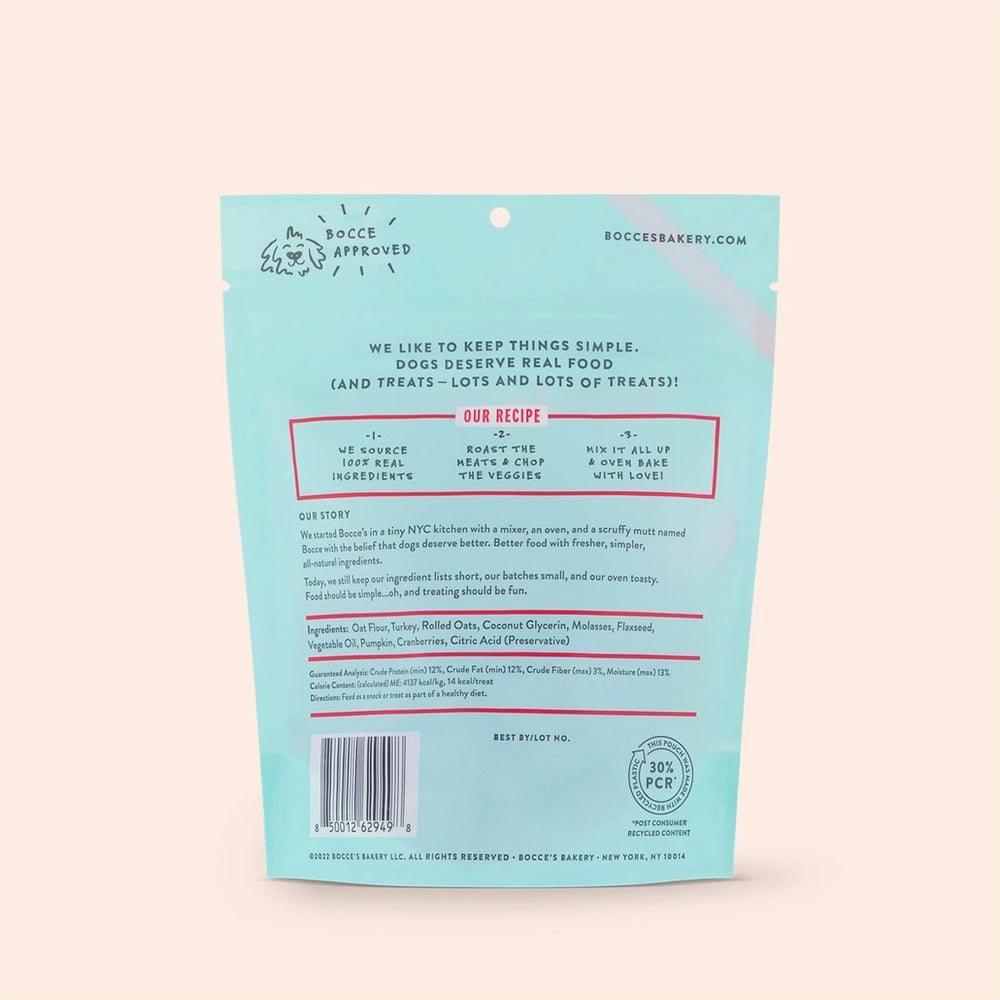 BOCCE
APPROVED
BOCCESBAKERY.COM
WE LIKE TO KEEP THINGS SIMPLE.
DOGS DESERVE REAL FOOD
(AND TREATS – LOTS AND LOTS OF TREATS)!
OUR RECIPE
-1-
WE SOURCE
100% REAL
INGREDIENTS
-2-
ROAST THE
MEATS & CHOP
THE VEGGIES
-3-
MIX IT ALL UP
& OVEN BAKE
WITH LOVE!
OUR STORY
We started Bocce's in a tiny NYC kitchen with a mixer, an oven, and a scruffy mutt named
Bocce with the belief that dogs deserve better. Better food with fresher, simpler,
all-natural ingredients.
Today, we still keep our ingredient lists short, our batches small, and our oven toasty.
Food should be simple...oh, and treating should be fun.
Ingredients: Oat Flour, Turkey, Rolled Oats, Coconut Glycerin, Molasses, Flaxseed,
Vegetable Oil, Pumpkin, Cranberries, Citric Acid (Preservative)
Guaranteed Analysis: Crude Protein (min) 12%, Crude Fat (min) 12%, Crude Fiber (max) 3%, Moisture (max) 13%
Calorie Content: (calculated) ME: 4137 kcal/kg, 14 kcal/treat
Directions: Feed as a snack or treat as part of a healthy diet.
BEST BY/LOT NO.
8 50012 62949 8
THIS POUCH WAS MADE WITH RECYCLED PLASTIC
30%
PCR*
*POST CONSUMER
RECYCLED CONTENT
©2022 BOCCE'S BAKERY LLC. ALL RIGHTS RESERVED • BOCCE'S BAKERY • NEW YORK, NY 10014